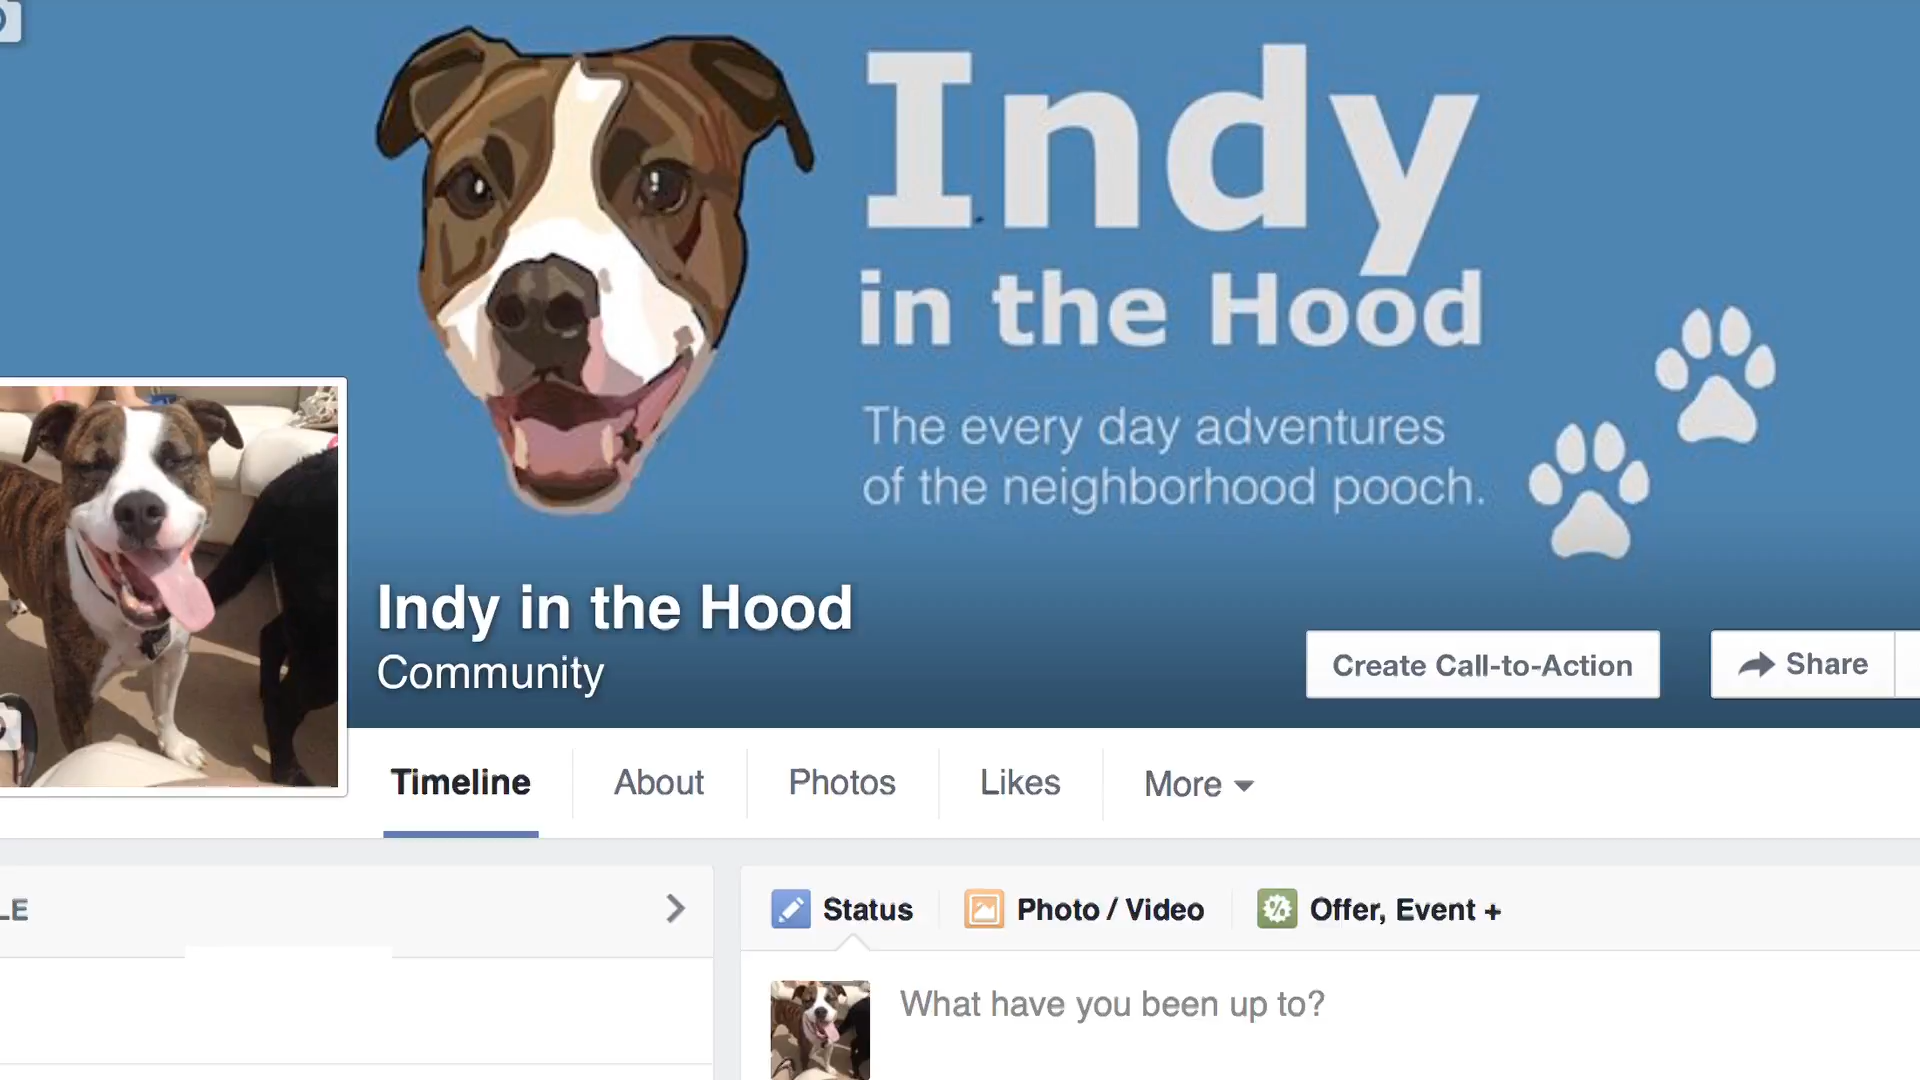 Indy
in the Hood
The every day adventures
of the neighborhood pooch.
Indy in the Hood
Community
Create Call-to-Action
Share
Timeline
About
Photos
Likes
More
LE
Status
Photo / Video
Offer, Event +
What have you been up to?